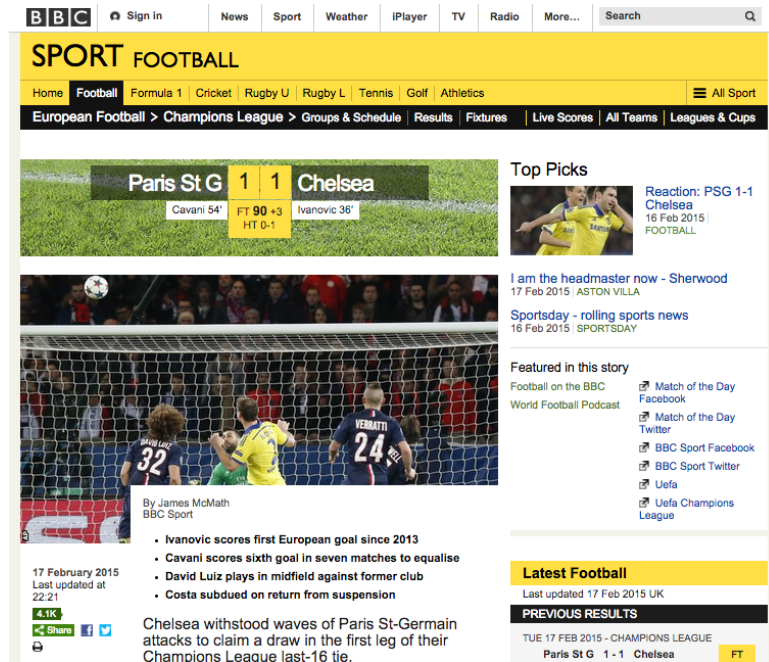 BBC Sign in News Sport Weather iPlayer TV Radio More... Search
SPORT FOOTBALL
Home Football Formula 1 Cricket Rugby U Rugby L Tennis Golf Athletics All Sport
European Football > Champions League > Groups & Schedule Results Fixtures Live Scores All Teams Leagues & Cups
Paris St G 1 1 Chelsea
Cavani 54' FT 90 +3 Ivanovic 36'
HT 0-1
DAVID LUIZ
32
VERRATTI
24
By James McMath
BBC Sport
Ivanovic scores first European goal since 2013
Cavani scores sixth goal in seven matches to equalise
David Luiz plays in midfield against former club
Costa subdued on return from suspension
17 February 2015
Last updated at
22:21
4.1K
Share
Chelsea withstood waves of Paris St-Germain
attacks to claim a draw in the first leg of their
Champions League last-16 tie.
Top Picks
Reaction: PSG 1-1
Chelsea
16 Feb 2015
FOOTBALL
I am the headmaster now - Sherwood
17 Feb 2015 ASTON VILLA
Sportsday - rolling sports news
16 Feb 2015 SPORTSDAY
Featured in this story
Football on the BBC
World Football Podcast
Match of the Day
Facebook
Match of the Day
Twitter
BBC Sport Facebook
BBC Sport Twitter
Uefa
Uefa Champions
League
Latest Football
Last updated 17 Feb 2015 UK
PREVIOUS RESULTS
TUE 17 FEB 2015 - CHAMPIONS LEAGUE
Paris St G 1 - 1 Chelsea FT